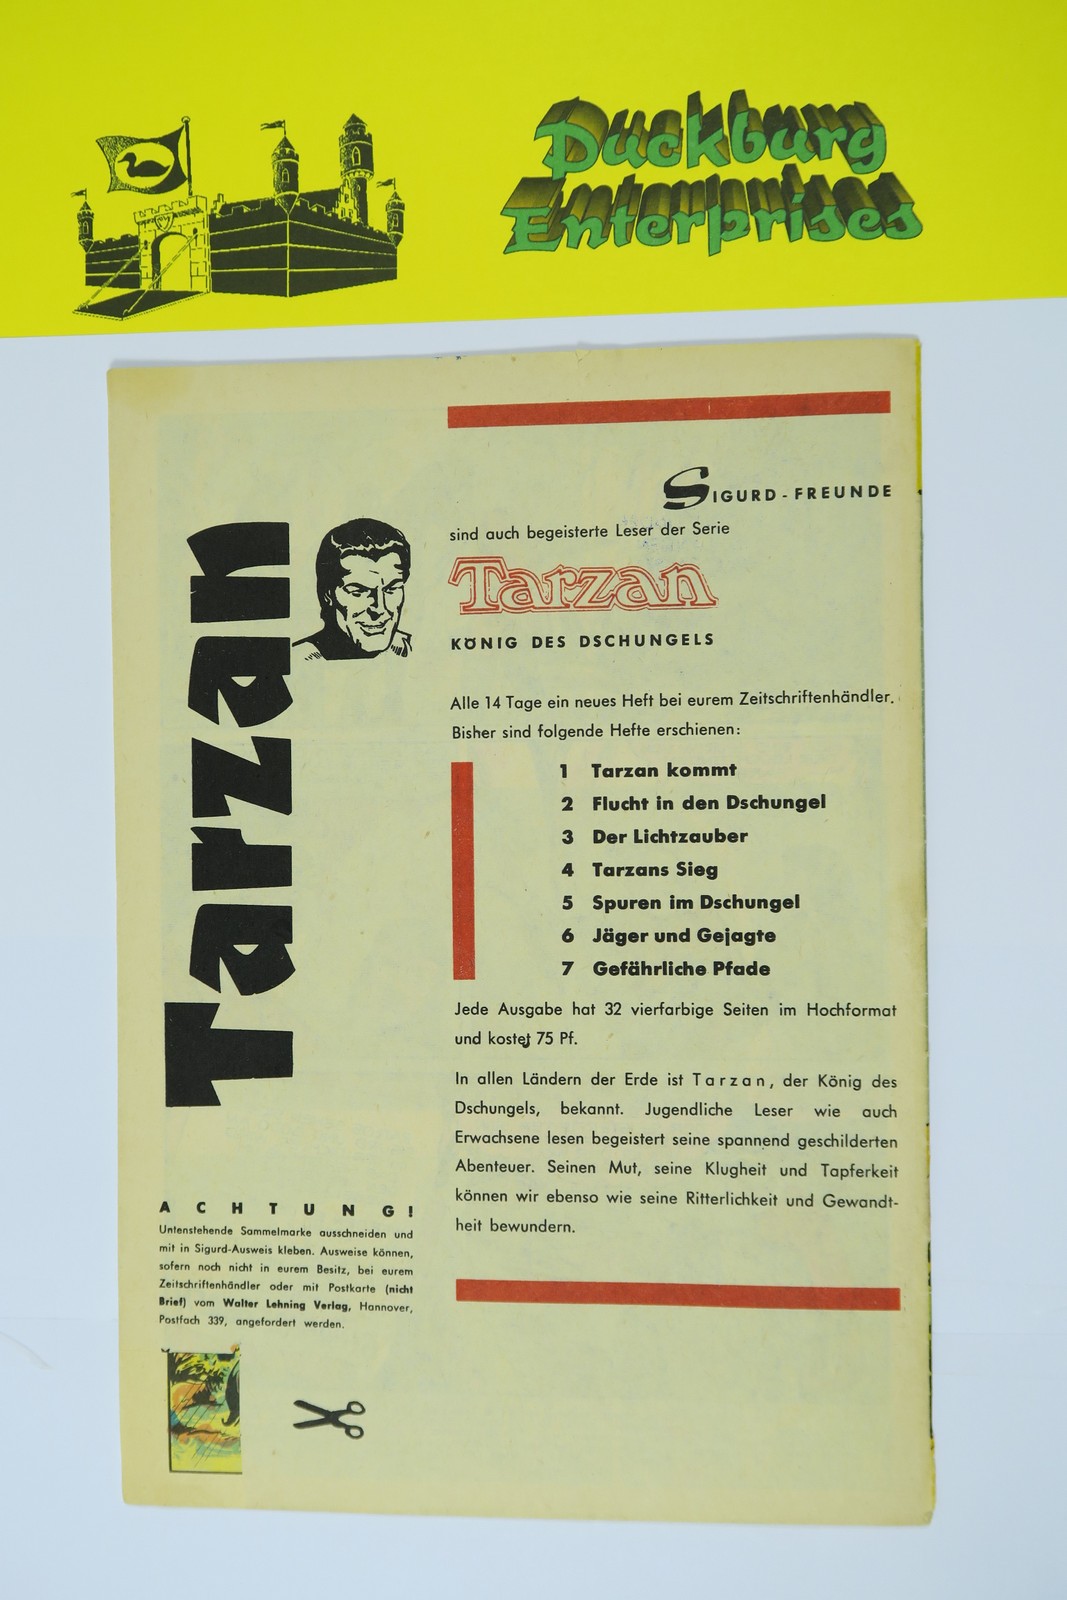 Duckburg
Enterprises
SIGURD-FREUNDE
sind auch begeisterte Leser der Serie
Tarzan
KÖNIG DES DSCHUNGELS
Alle 14 Tage ein neues Heft bei eurem Zeitschriftenhändler.
Bisher sind folgende Hefte erschienen:
1 Tarzan kommt
2 Flucht in den Dschungel
3 Der Lichtzauber
4 Tarzans Sieg
5 Spuren im Dschungel
6 Jäger und Gejagte
7 Gefährliche Pfade
Jede Ausgabe hat 32 vierfarbige Seiten im Hochformat
und kostet 75 Pf.
In allen Ländern der Erde ist Tarzan, der König des
Dschungels, bekannt. Jugendliche Leser wie auch
Erwachsene lesen begeistert seine spannend geschilderten
Abenteuer. Seinen Mut, seine Klugheit und Tapferkeit
können wir ebenso wie seine Ritterlichkeit und Gewandt-
heit bewundern.
Tarzan
ACHTUNG!
Untenstehende Sammelmarke ausschneiden und
mit in Sigurd-Ausweis kleben. Ausweise können,
sofern noch nicht in eurem Besitz, bei eurem
Zeitschriftenhändler oder mit Postkarte (nicht
Brief) vom Walter Lehning Verlag, Hannover,
Postfach 339, angefordert werden.